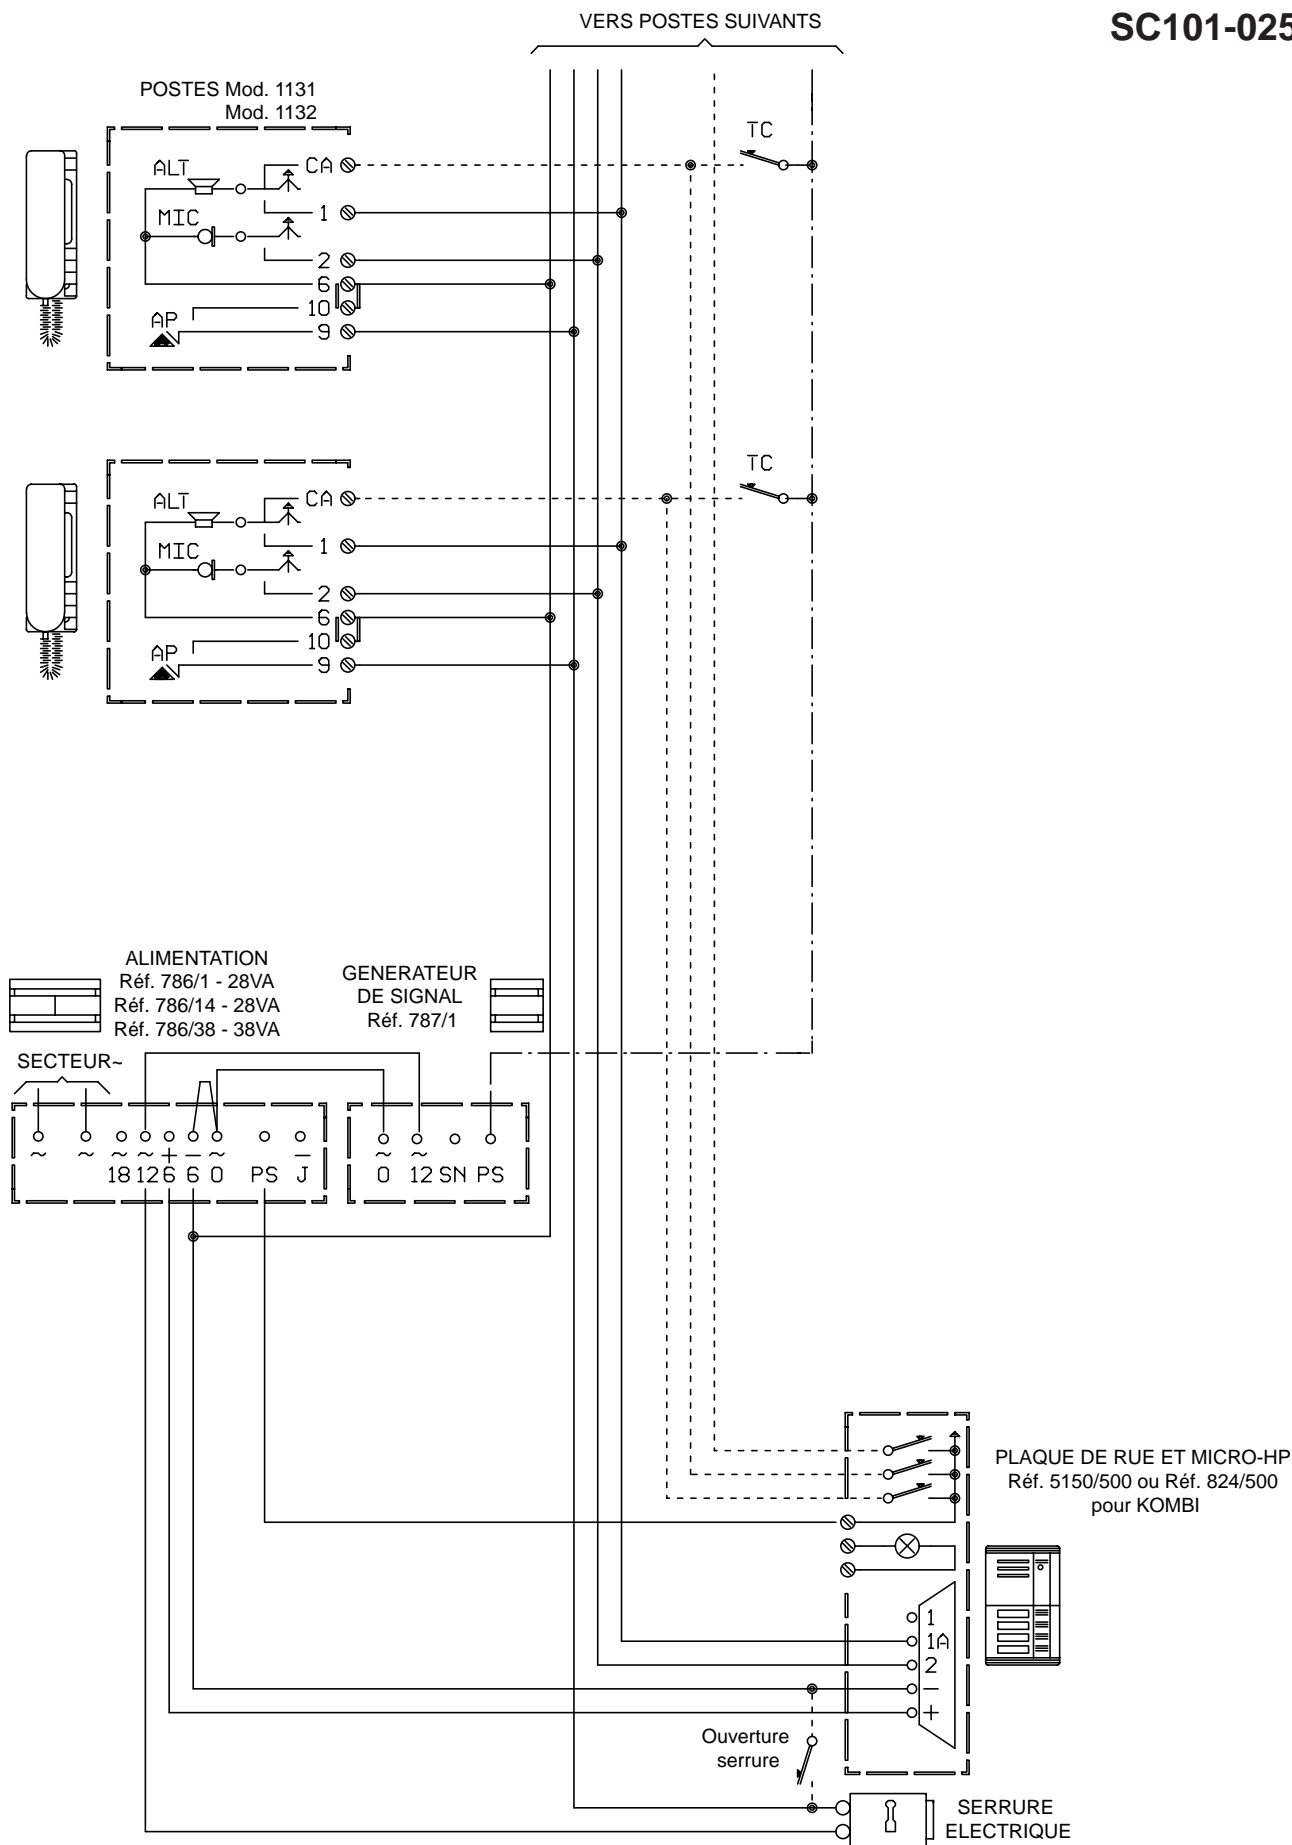 VERS POSTES SUIVANTS
SC101-025
POSTES Mod. 1131
Mod. 1132
TC
ALT
CA
MIC
1
2
6
10
AP
9
TC
ALT
CA
MIC
1
2
6
10
AP
9
ALIMENTATION
Réf. 786/1 - 28VA
Réf. 786/14 - 28VA
Réf. 786/38 - 38VA
GENERATEUR
DE SIGNAL
Réf. 787/1
SECTEUR~
~ ~ ~ ~ + − ~ −
18 12 6 6 0 PS J
~ ~
0 12 SN PS
PLAQUE DE RUE ET MICRO-HP
Réf. 5150/500 ou Réf. 824/500
pour KOMBI
1
1A
2
−
+
Ouverture
serrure
SERRURE
ELECTRIQUE